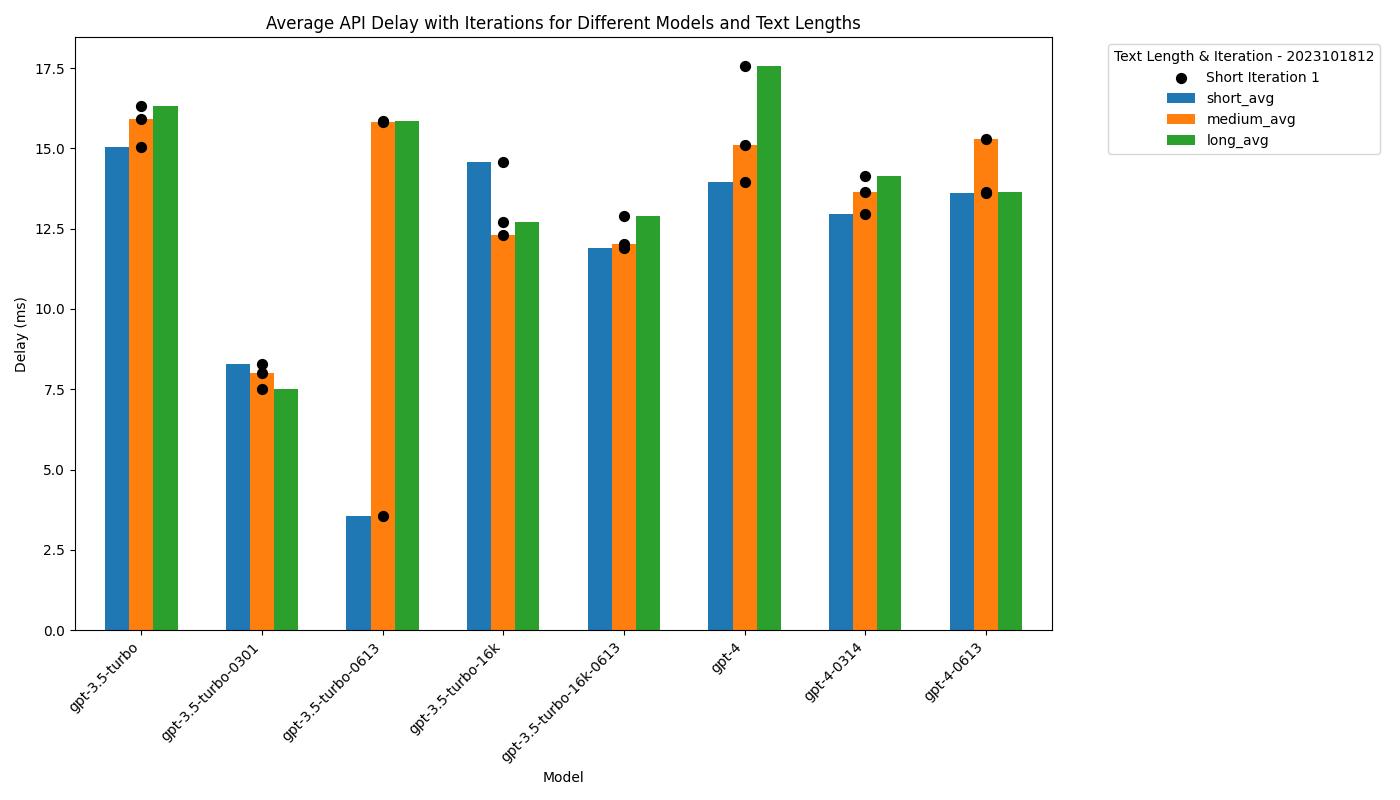 Average API Delay with Iterations for Different Models and Text Lengths
Text Length & Iteration - 2023101812
Short Iteration 1
short_avg
medium_avg
long_avg
Delay (ms)
17.5
15.0
12.5
10.0
7.5
5.0
2.5
0.0
gpt-3.5-turbo
gpt-3.5-turbo-0301
gpt-3.5-turbo-0613
gpt-3.5-turbo-16k
gpt-3.5-turbo-16k-0613
gpt-4
gpt-4-0314
gpt-4-0613
Model